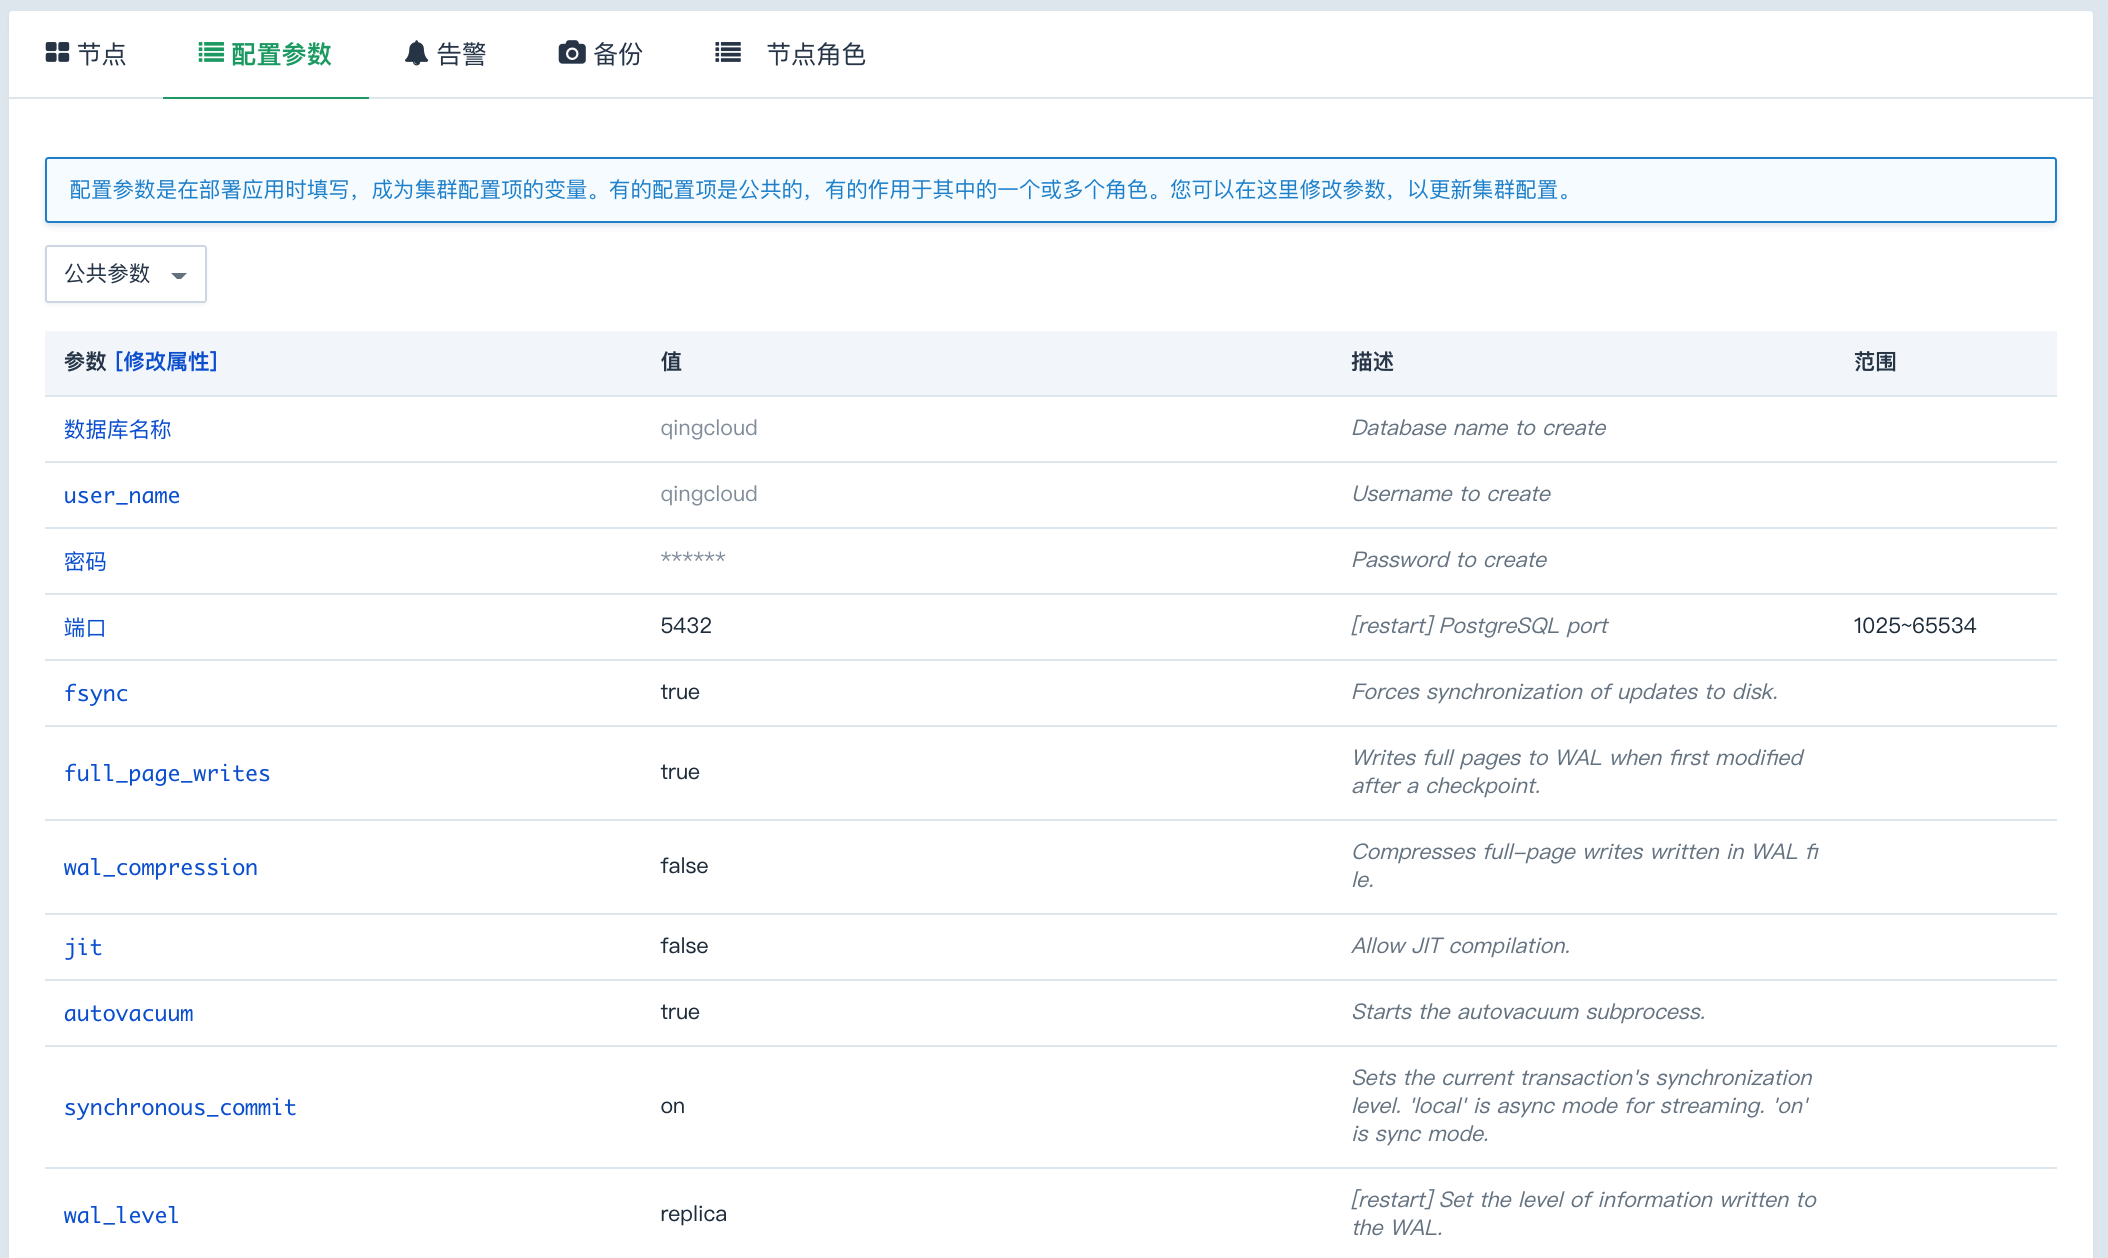 节点 配置参数 告警 备份 节点角色
配置参数是在部署应用时填写，成为集群配置项的变量。有的配置项是公共的，有的作用于其中的一个或多个角色。您可以在这里修改参数，以更新集群配置。
公共参数
参数 [修改属性] 值 描述 范围
数据库名称 qingcloud Database name to create
user_name qingcloud Username to create
密码 ****** Password to create
端口 5432 [restart] PostgreSQL port 1025~65534
fsync true Forces synchronization of updates to disk.
full_page_writes true Writes full pages to WAL when first modified
after a checkpoint.
wal_compression false Compresses full-page writes written in WAL fi
le.
jit false Allow JIT compilation.
autovacuum true Starts the autovacuum subprocess.
synchronous_commit on Sets the current transaction's synchronization
level. 'local' is async mode for streaming. 'on'
is sync mode.
wal_level replica [restart] Set the level of information written to
the WAL.